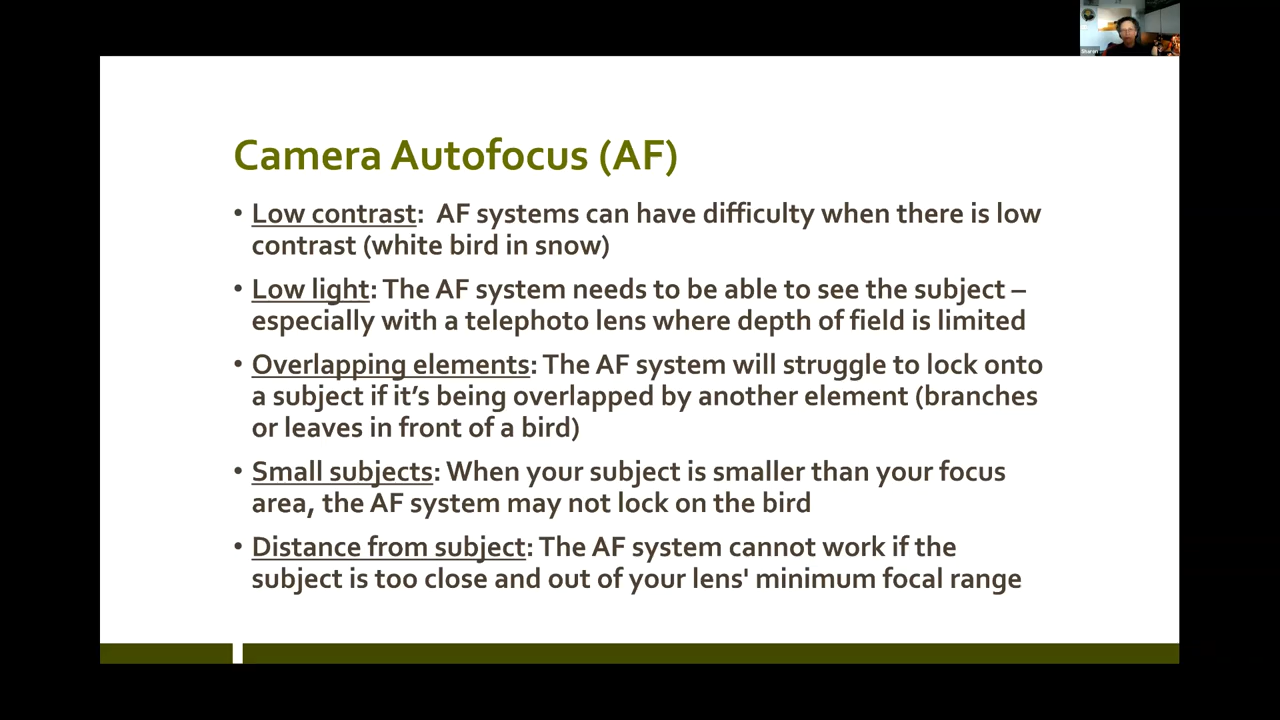 Sharon
Camera Autofocus (AF)
• Low contrast:  AF systems can have difficulty when there is low
contrast (white bird in snow)
• Low light: The AF system needs to be able to see the subject –
especially with a telephoto lens where depth of field is limited
• Overlapping elements: The AF system will struggle to lock onto
a subject if it’s being overlapped by another element (branches
or leaves in front of a bird)
• Small subjects: When your subject is smaller than your focus
area, the AF system may not lock on the bird
• Distance from subject: The AF system cannot work if the
subject is too close and out of your lens' minimum focal range